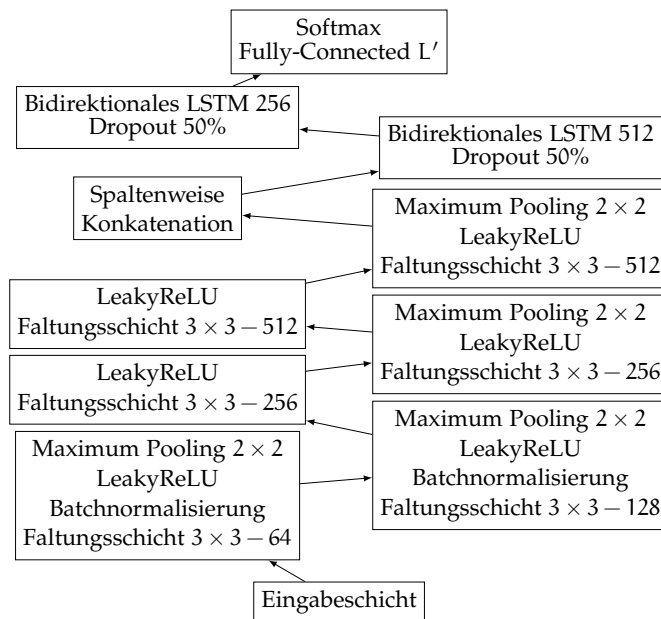 Softmax
Fully-Connected L′
Bidirektionales LSTM 256
Dropout 50%
Bidirektionales LSTM 512
Dropout 50%
Spaltenweise
Konkatenation
Maximum Pooling 2 × 2
LeakyReLU
Faltungsschicht 3 × 3 − 512
LeakyReLU
Faltungsschicht 3 × 3 − 512
Maximum Pooling 2 × 2
LeakyReLU
Faltungsschicht 3 × 3 − 256
LeakyReLU
Faltungsschicht 3 × 3 − 256
Maximum Pooling 2 × 2
LeakyReLU
Batchnormalisierung
Faltungsschicht 3 × 3 − 128
Maximum Pooling 2 × 2
LeakyReLU
Batchnormalisierung
Faltungsschicht 3 × 3 − 64
Eingabeschicht